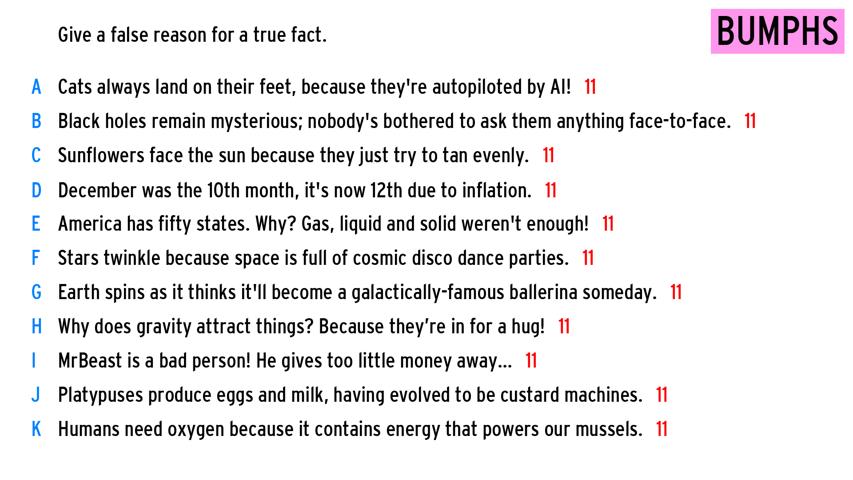 Give a false reason for a true fact.
BUMPHS
A Cats always land on their feet, because they're autopiloted by AI! 11
B Black holes remain mysterious; nobody's bothered to ask them anything face-to-face. 11
C Sunflowers face the sun because they just try to tan evenly. 11
D December was the 10th month, it's now 12th due to inflation. 11
E America has fifty states. Why? Gas, liquid and solid weren't enough! 11
F Stars twinkle because space is full of cosmic disco dance parties. 11
G Earth spins as it thinks it'll become a galactically-famous ballerina someday. 11
H Why does gravity attract things? Because they’re in for a hug! 11
I MrBeast is a bad person! He gives too little money away... 11
J Platypuses produce eggs and milk, having evolved to be custard machines. 11
K Humans need oxygen because it contains energy that powers our mussels. 11